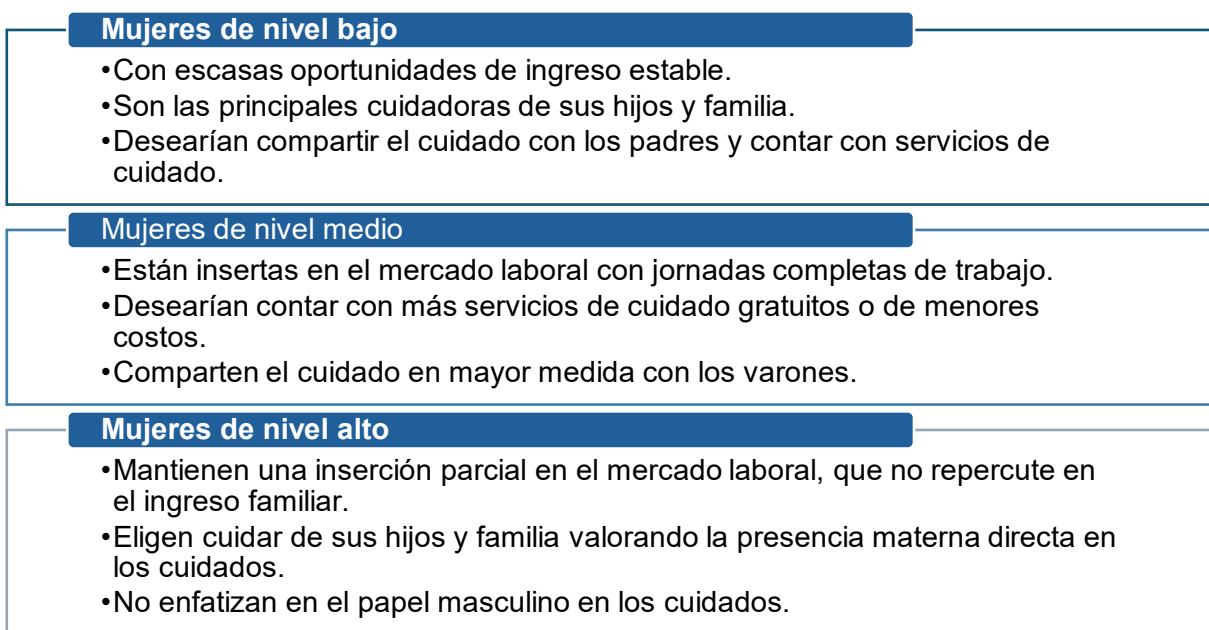 Mujeres de nivel bajo
•Con escasas oportunidades de ingreso estable.
•Son las principales cuidadoras de sus hijos y familia.
•Desearían compartir el cuidado con los padres y contar con servicios de
cuidado.
Mujeres de nivel medio
•Están insertas en el mercado laboral con jornadas completas de trabajo.
•Desearían contar con más servicios de cuidado gratuitos o de menores
costos.
•Comparten el cuidado en mayor medida con los varones.
Mujeres de nivel alto
•Mantienen una inserción parcial en el mercado laboral, que no repercute en
el ingreso familiar.
•Eligen cuidar de sus hijos y familia valorando la presencia materna directa en
los cuidados.
•No enfatizan en el papel masculino en los cuidados.